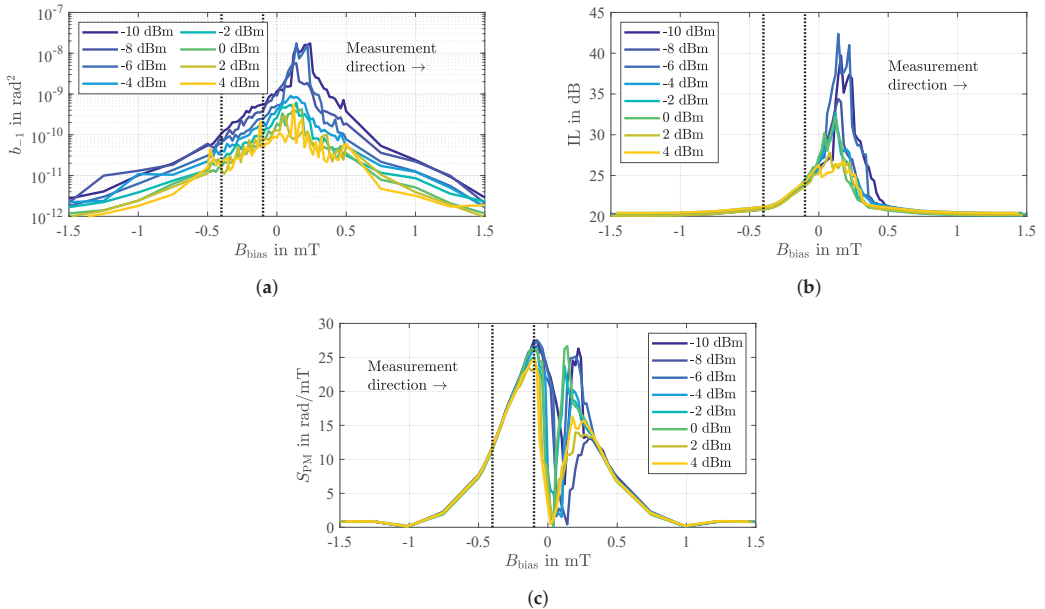 10⁻⁷
10⁻⁸
10⁻⁹
10⁻¹⁰
10⁻¹¹
10⁻¹²
b₋₁ in rad²
-10 dBm
-8 dBm
-6 dBm
-4 dBm
-2 dBm
0 dBm
2 dBm
4 dBm
Measurement
direction →
-1.5 -1 -0.5 0 0.5 1 1.5
B_bias in mT
(a)
45
40
35
30
25
20
IL in dB
-10 dBm
-8 dBm
-6 dBm
-4 dBm
-2 dBm
0 dBm
2 dBm
4 dBm
Measurement
direction →
-1.5 -1 -0.5 0 0.5 1 1.5
B_bias in mT
(b)
30
25
20
15
10
5
0
S_PM in rad/mT
Measurement
direction →
-10 dBm
-8 dBm
-6 dBm
-4 dBm
-2 dBm
0 dBm
2 dBm
4 dBm
-1.5 -1 -0.5 0 0.5 1 1.5
B_bias in mT
(c)